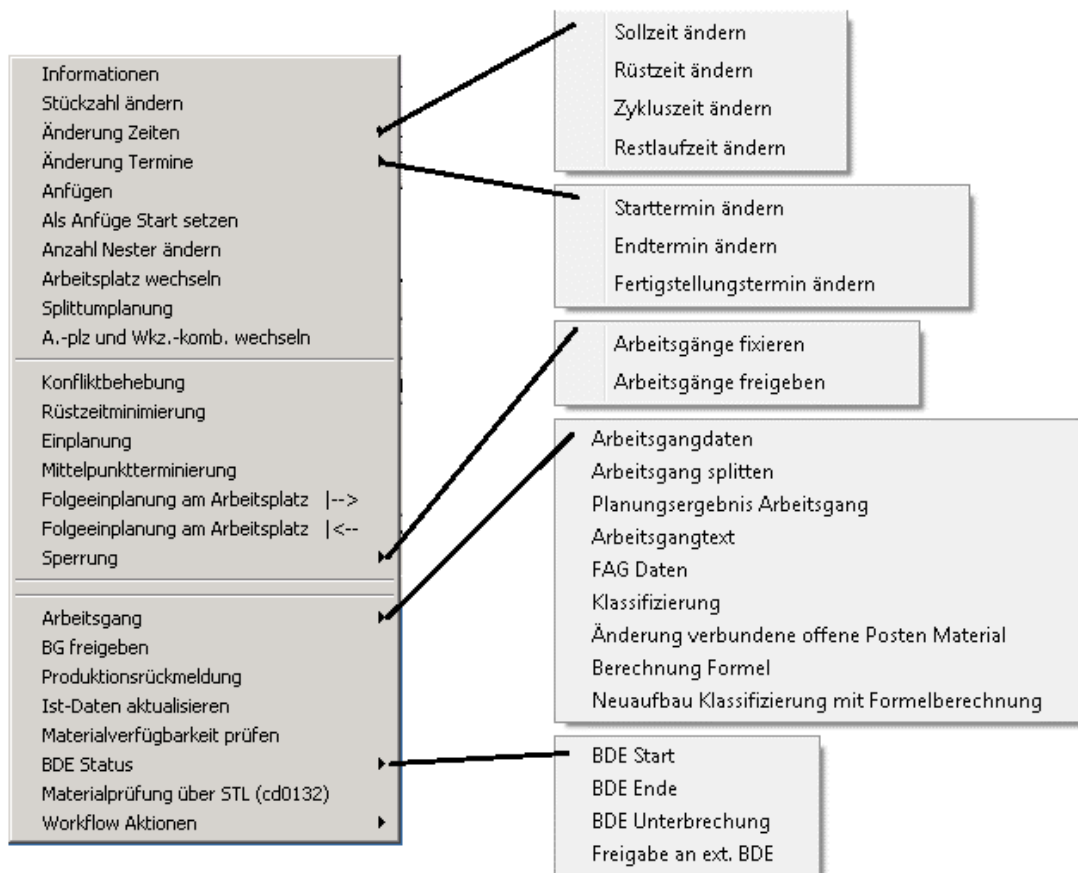 Informationen
Stückzahl ändern
Änderung Zeiten
Änderung Termine
Anfügen
Als Anfüge Start setzen
Anzahl Nester ändern
Arbeitsplatz wechseln
Splittumplanung
A.-plz und Wkz.-komb. wechseln
Konfliktbehebung
Rüstzeitminimierung
Einplanung
Mittelpunktterminierung
Folgeeinplanung am Arbeitsplatz |-->
Folgeeinplanung am Arbeitsplatz |<--
Sperrung
Arbeitsgang
BG freigeben
Produktionsrückmeldung
Ist-Daten aktualisieren
Materialverfügbarkeit prüfen
BDE Status
Materialprüfung über STL (cd0132)
Workflow Aktionen
Sollzeit ändern
Rüstzeit ändern
Zykluszeit ändern
Restlaufzeit ändern
Starttermin ändern
Endtermin ändern
Fertigstellungstermin ändern
Arbeitsgänge fixieren
Arbeitsgänge freigeben
Arbeitsgangdaten
Arbeitsgang splitten
Planungsergebnis Arbeitsgang
Arbeitsgangtext
FAG Daten
Klassifizierung
Änderung verbundene offene Posten Material
Berechnung Formel
Neuaufbau Klassifizierung mit Formelberechnung
BDE Start
BDE Ende
BDE Unterbrechung
Freigabe an ext. BDE